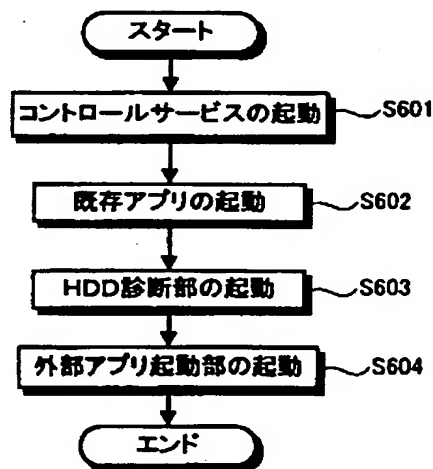 スタート
コントロールサービスの起動 S601
既存アプリの起動 S602
HDD診断部の起動 S603
外部アプリ起動部の起動 S604
エンド